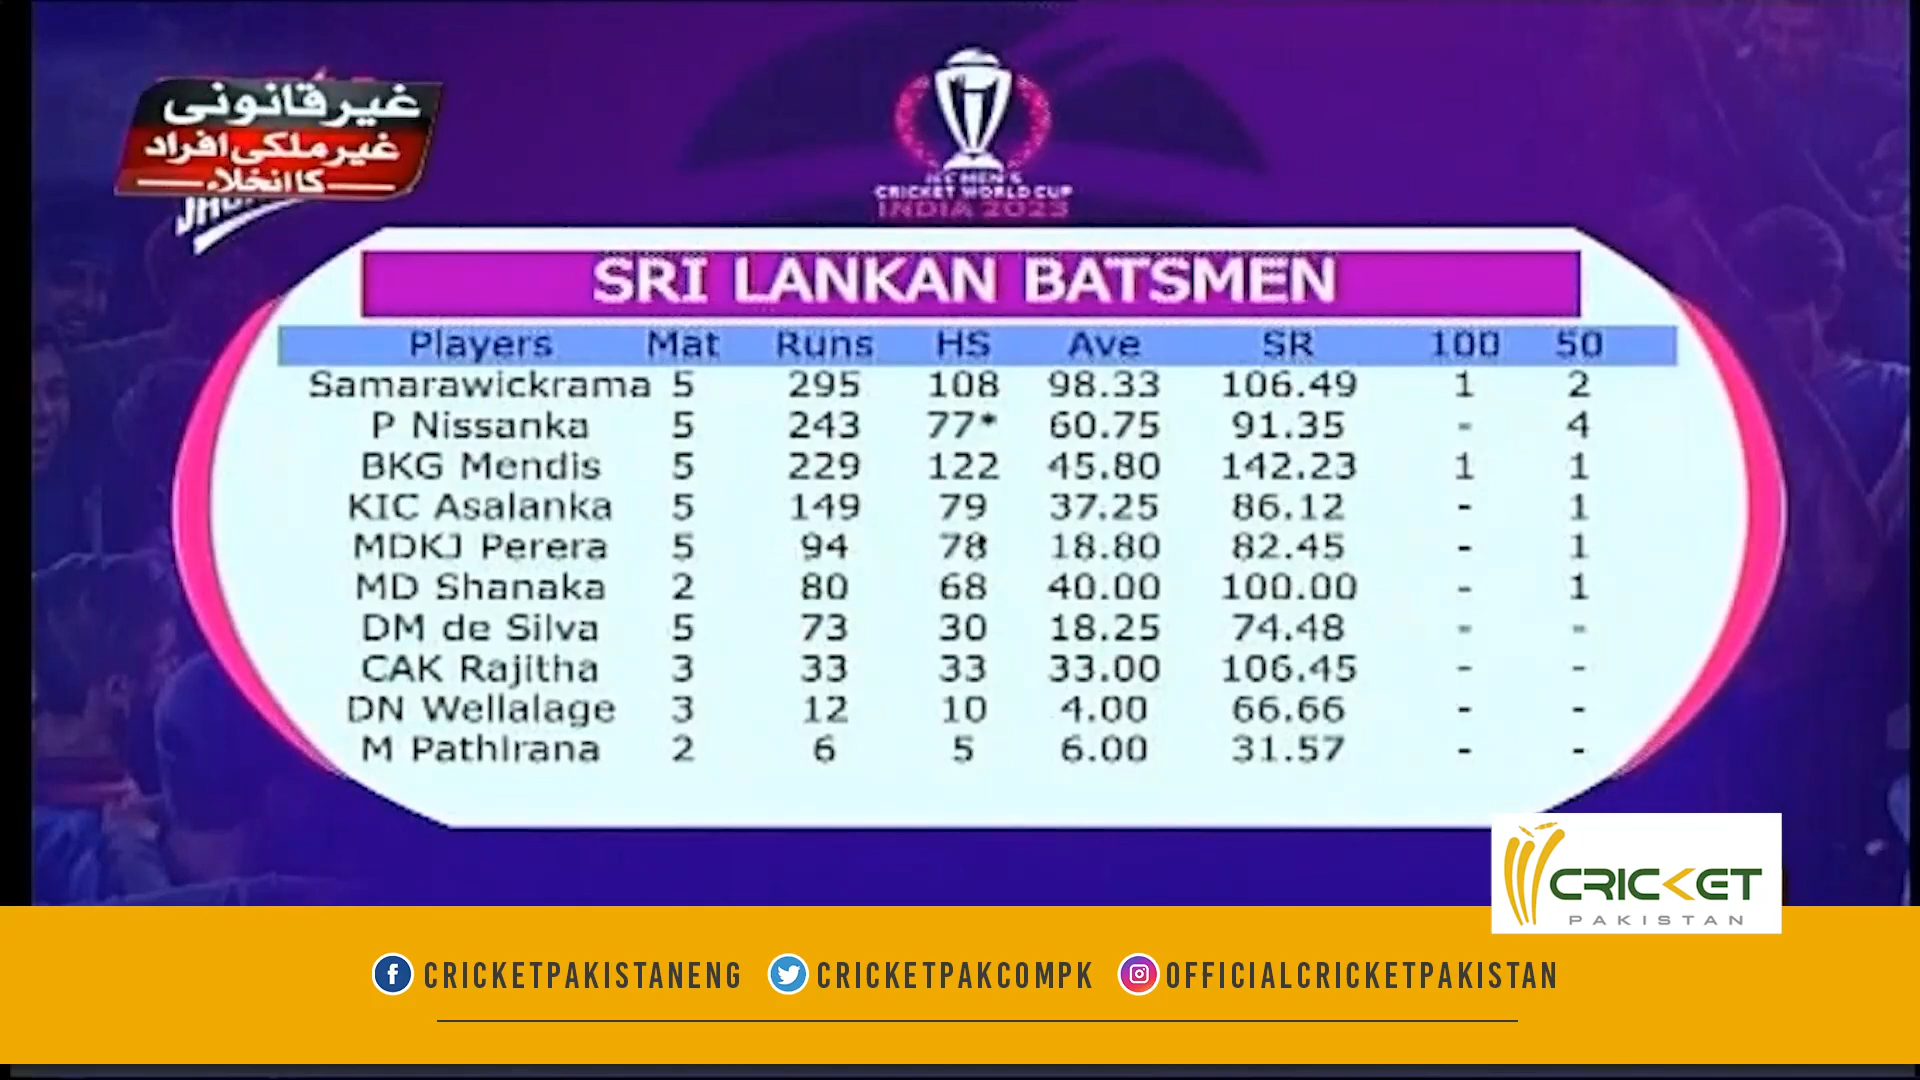 غیر قانونی
غیر ملکی افراد
کا انخلاء
ICC MEN'S
CRICKET WORLD CUP
INDIA 2023
SRI LANKAN BATSMEN
Players Mat Runs HS Ave SR 100 50
Samarawickrama 5 295 108 98.33 106.49 1 2
P Nissanka 5 243 77* 60.75 91.35 - 4
BKG Mendis 5 229 122 45.80 142.23 1 1
KIC Asalanka 5 149 79 37.25 86.12 - 1
MDKJ Perera 5 94 78 18.80 82.45 - 1
MD Shanaka 2 80 68 40.00 100.00 - 1
DM de Silva 5 73 30 18.25 74.48 - -
CAK Rajitha 3 33 33 33.00 106.45 - -
DN Wellalage 3 12 10 4.00 66.66 - -
M Pathirana 2 6 5 6.00 31.57 - -
CRICKET
PAKISTAN
CRICKETPAKISTANENG CRICKETPAKCOMPK OFFICIALCRICKETPAKISTAN